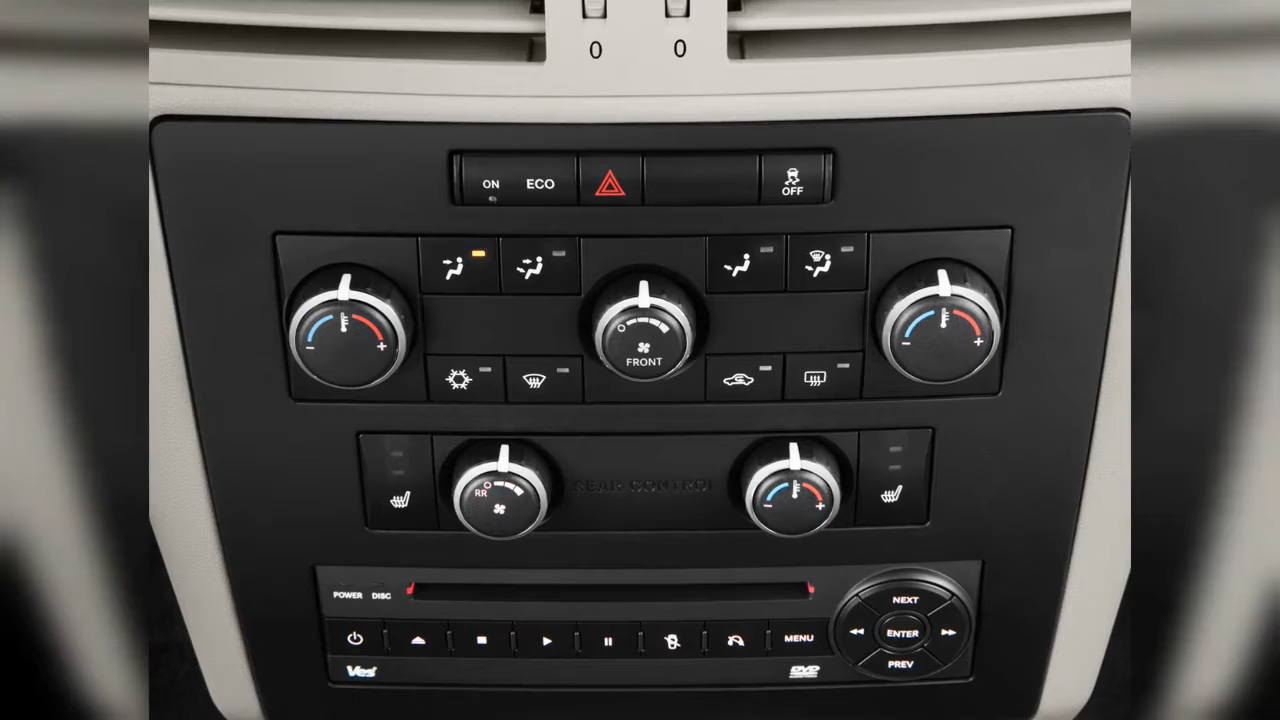 0 0
ON ECO
OFF
FRONT
REAR CONTROL
RR
POWER DISC
NEXT
MENU
ENTER
PREV
Ves
DVD